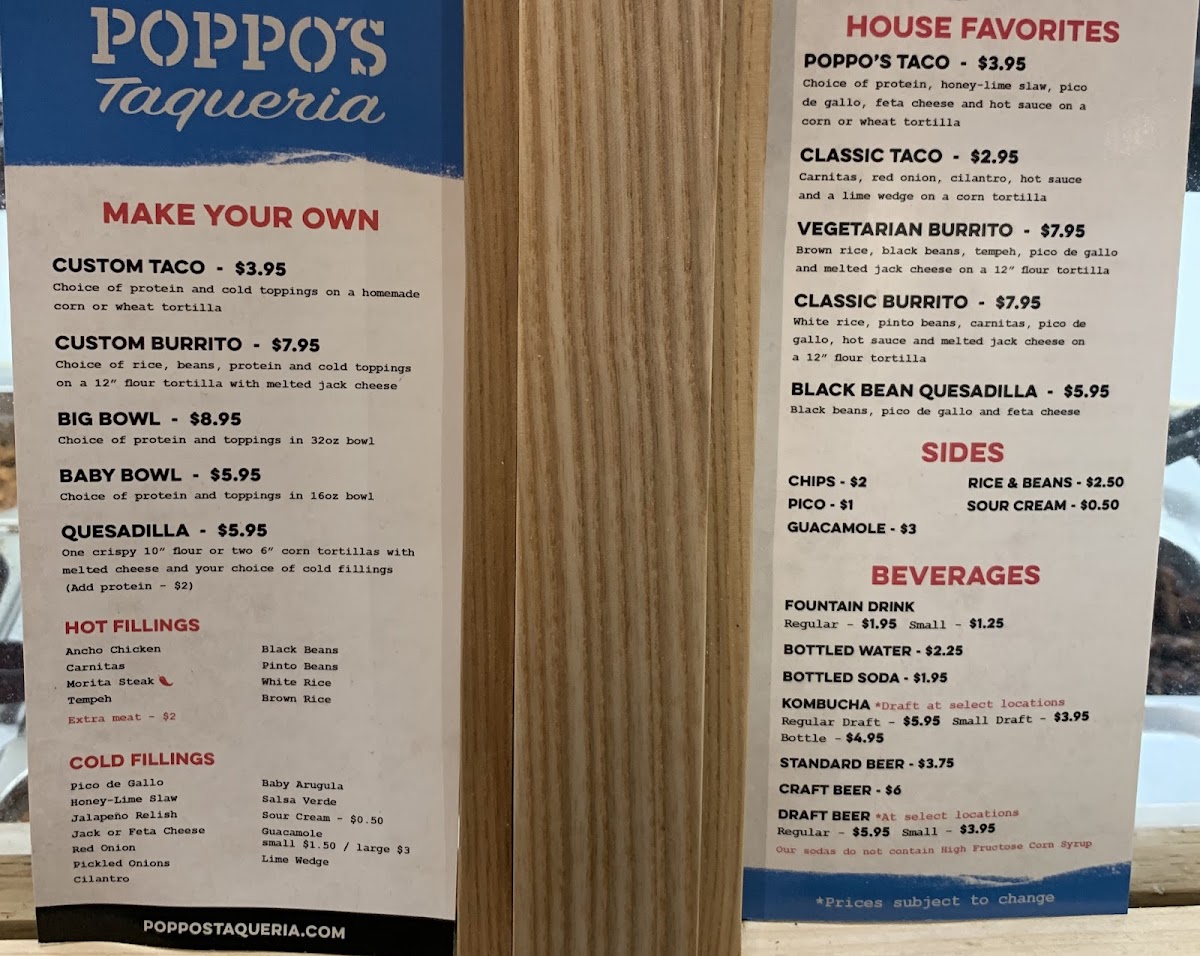 POPPO'S
Taqueria
MAKE YOUR OWN
CUSTOM TACO - $3.95
Choice of protein and cold toppings on a homemade
corn or wheat tortilla
CUSTOM BURRITO - $7.95
Choice of rice, beans, protein and cold toppings
on a 12" flour tortilla with melted jack cheese
BIG BOWL - $8.95
Choice of protein and toppings in 32oz bowl
BABY BOWL - $5.95
Choice of protein and toppings in 16oz bowl
QUESADILLA - $5.95
One crispy 10" flour or two 6" corn tortillas with
melted cheese and your choice of cold fillings
(Add protein - $2)
HOT FILLINGS
Ancho Chicken
Carnitas
Morita Steak
Tempeh
Extra meat - $2
Black Beans
Pinto Beans
White Rice
Brown Rice
COLD FILLINGS
Pico de Gallo
Honey-Lime Slaw
Jalapeño Relish
Jack or Feta Cheese
Red Onion
Pickled Onions
Cilantro
Baby Arugula
Salsa Verde
Sour Cream - $0.50
Guacamole
small $1.50 / large $3
Lime Wedge
POPPOSTAQUERIA.COM
HOUSE FAVORITES
POPPO'S TACO - $3.95
Choice of protein, honey-lime slaw, pico
de gallo, feta cheese and hot sauce on a
corn or wheat tortilla
CLASSIC TACO - $2.95
Carnitas, red onion, cilantro, hot sauce
and a lime wedge on a corn tortilla
VEGETARIAN BURRITO - $7.95
Brown rice, black beans, tempeh, pico de gallo
and melted jack cheese on a 12" flour tortilla
CLASSIC BURRITO - $7.95
White rice, pinto beans, carnitas, pico de
gallo, hot sauce and melted jack cheese on
a 12" flour tortilla
BLACK BEAN QUESADILLA - $5.95
Black beans, pico de gallo and feta cheese
SIDES
CHIPS - $2
PICO - $1
GUACAMOLE - $3
RICE & BEANS - $2.50
SOUR CREAM - $0.50
BEVERAGES
FOUNTAIN DRINK
Regular - $1.95 Small - $1.25
BOTTLED WATER - $2.25
BOTTLED SODA - $1.95
KOMBUCHA *Draft at select locations
Regular Draft - $5.95 Small Draft - $3.95
Bottle - $4.95
STANDARD BEER - $3.75
CRAFT BEER - $6
DRAFT BEER *At select locations
Regular - $5.95 Small - $3.95
Our sodas do not contain High Fructose Corn Syrup
*Prices subject to change